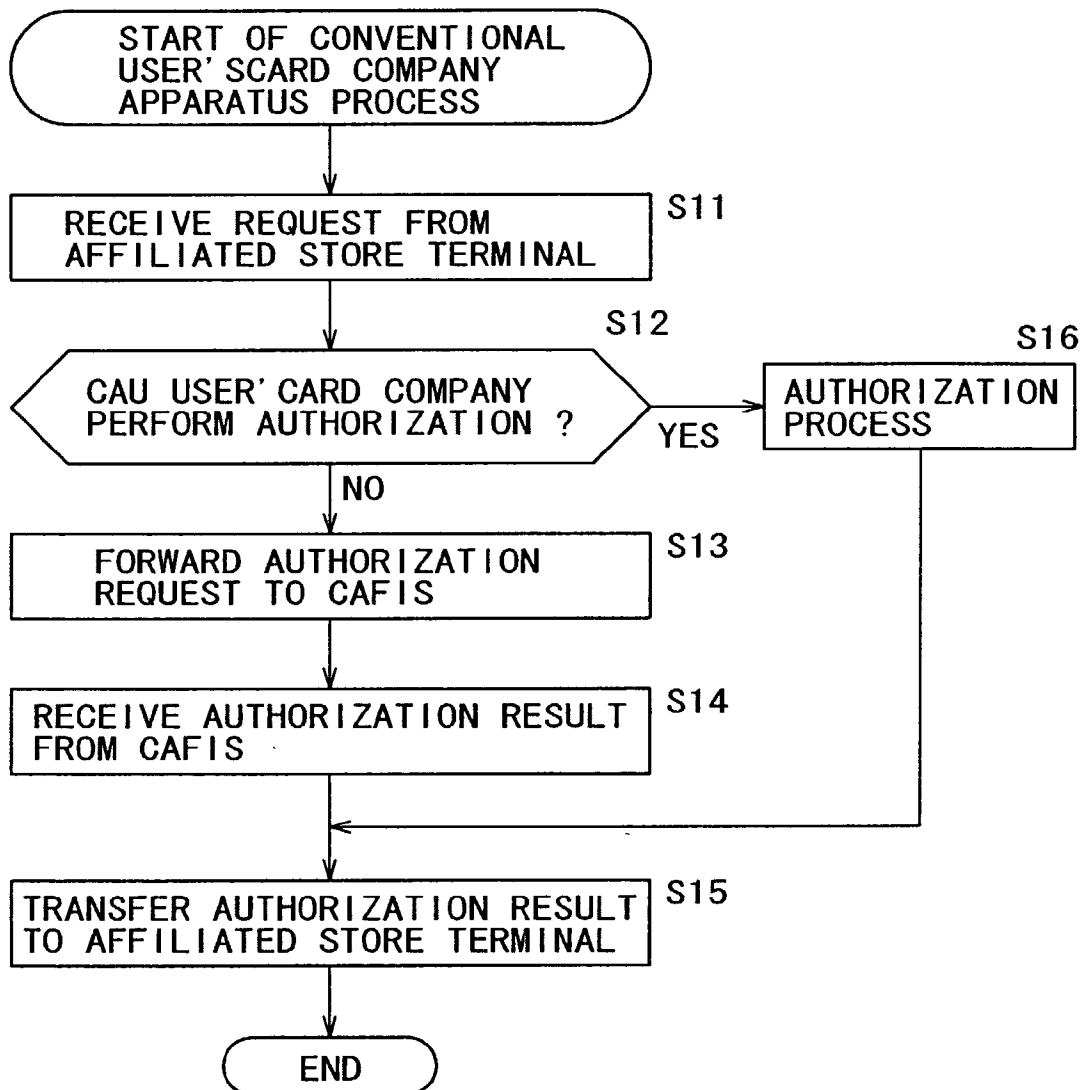 START OF CONVENTIONAL
USER'SCARD COMPANY
APPARATUS PROCESS
S11
RECEIVE REQUEST FROM
AFFILIATED STORE TERMINAL
S12
CAU USER'CARD COMPANY
PERFORM AUTHORIZATION ?
YES
S16
AUTHORIZATION
PROCESS
NO
S13
FORWARD AUTHORIZATION
REQUEST TO CAFIS
S14
RECEIVE AUTHORIZATION RESULT
FROM CAFIS
S15
TRANSFER AUTHORIZATION RESULT
TO AFFILIATED STORE TERMINAL
END